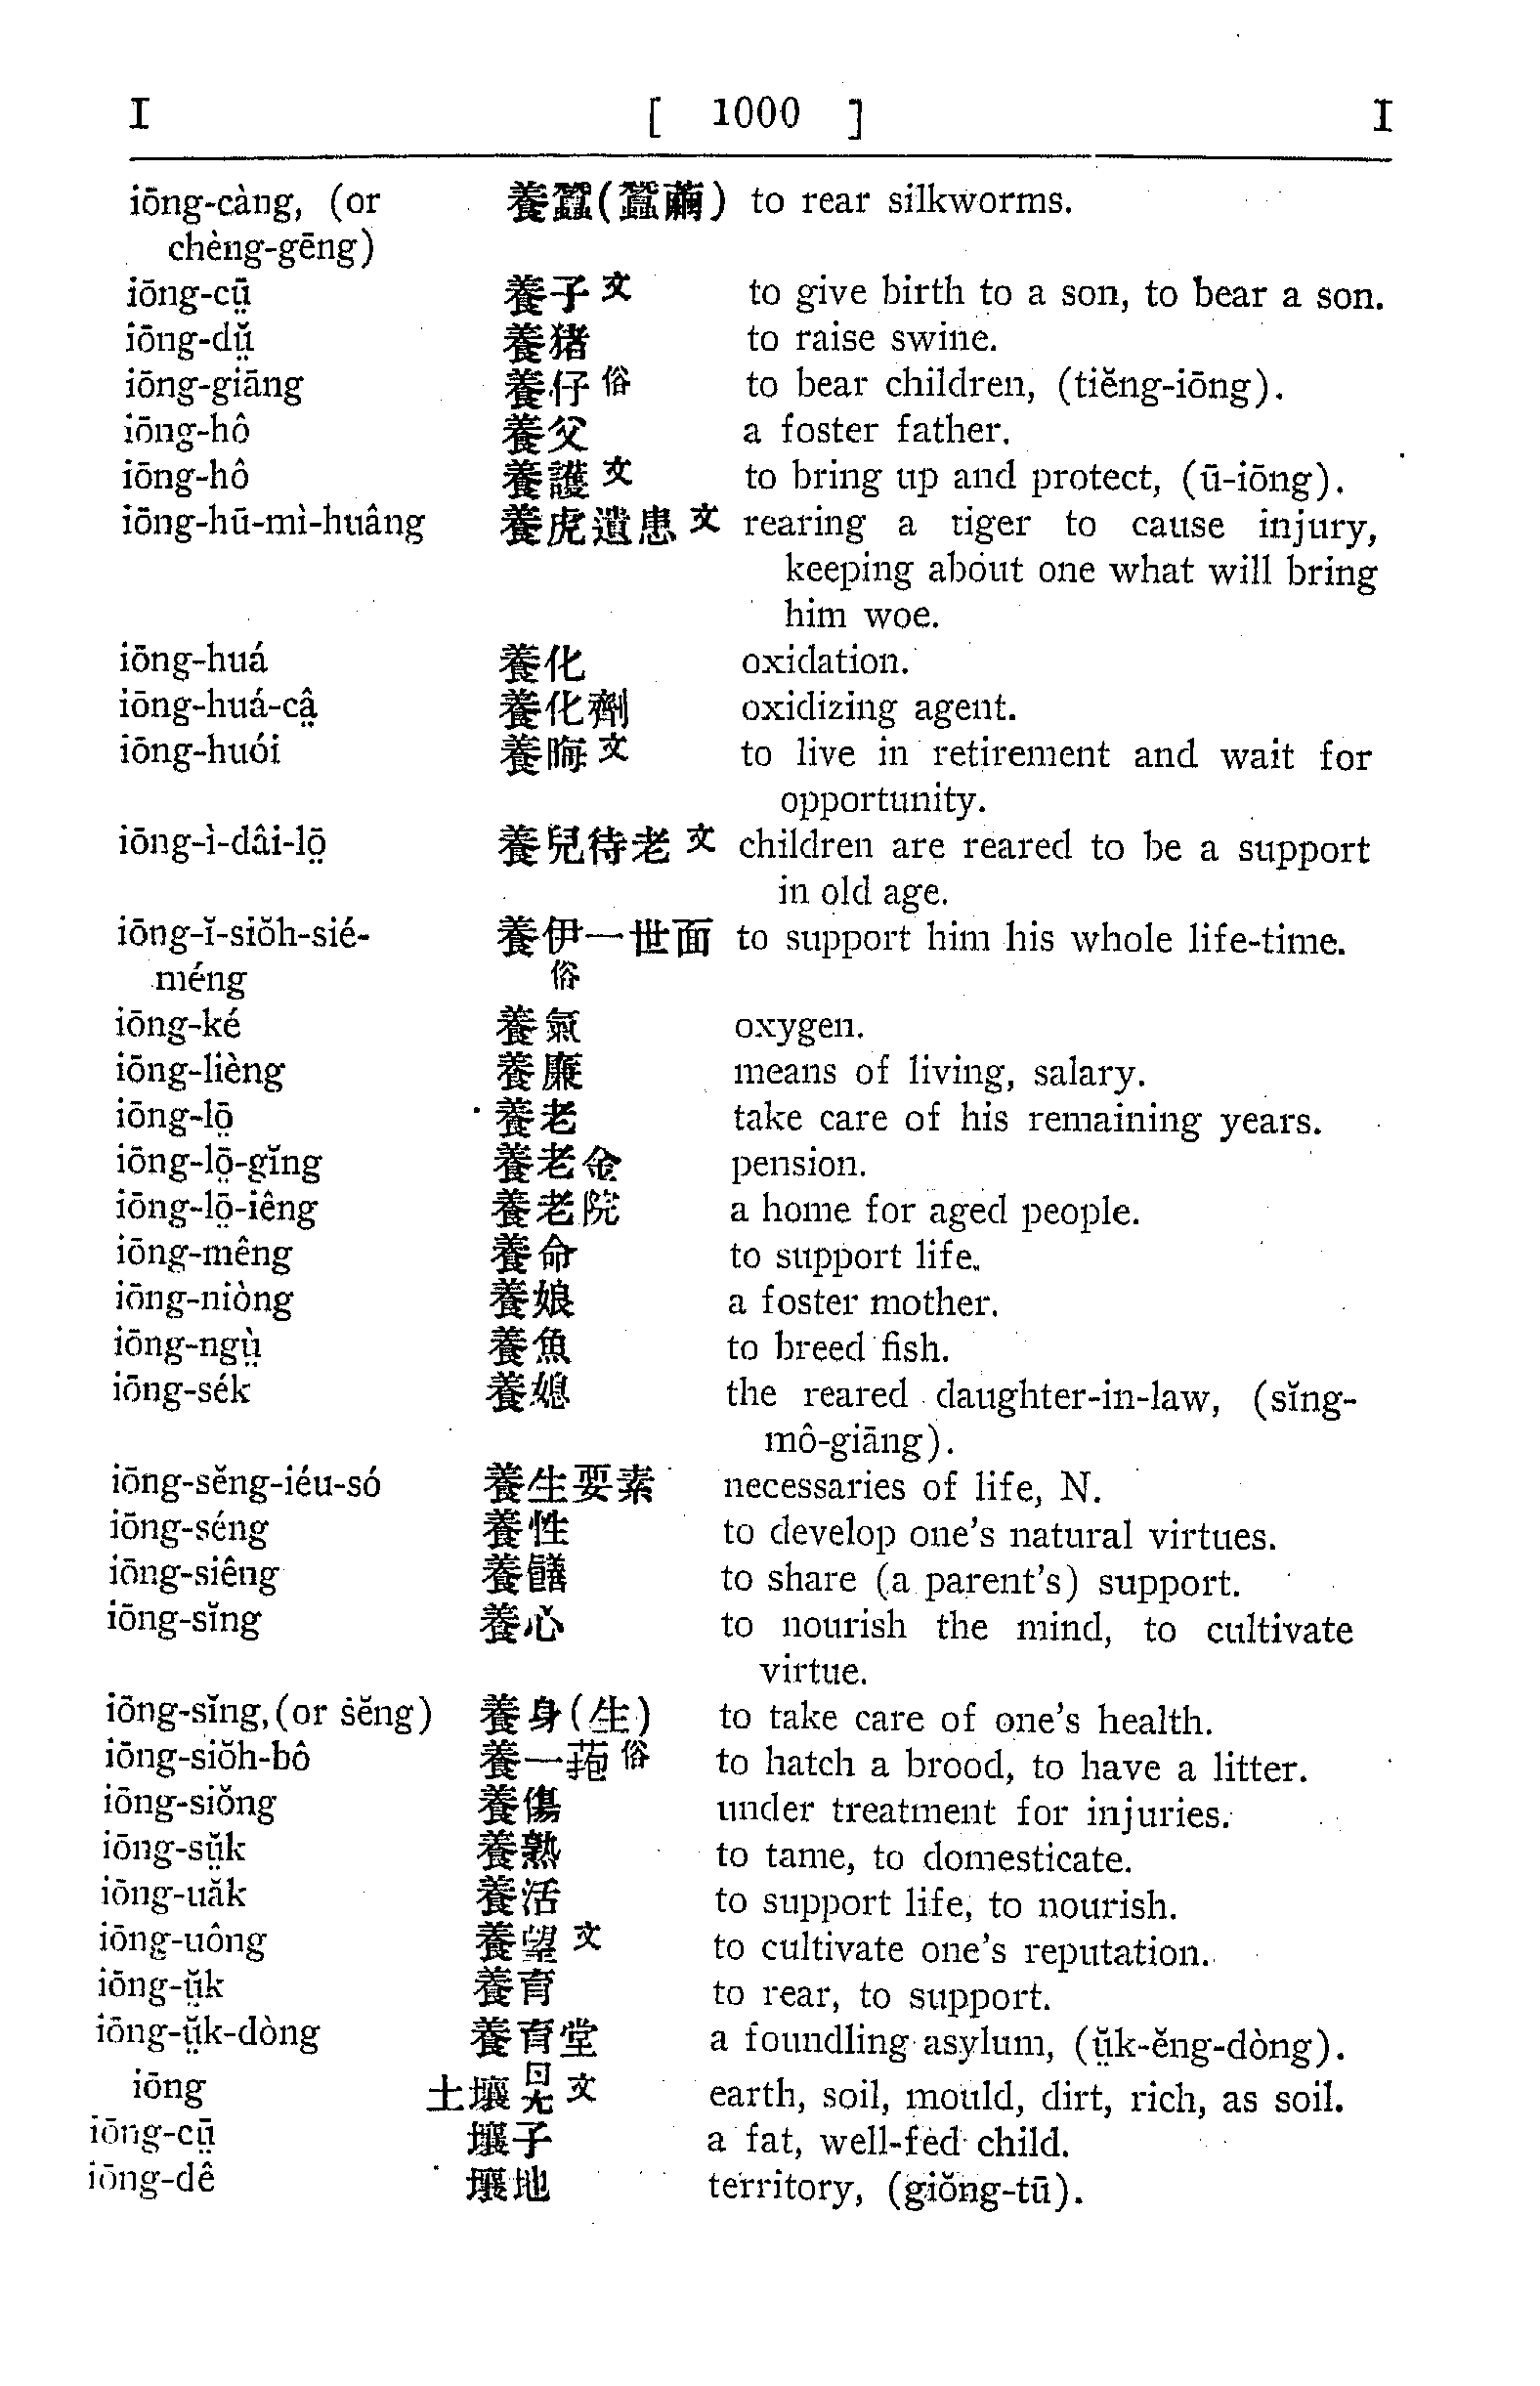 I [ 1000 ] I
iōng-càng, (or 養蠶(蠶繭) to rear silkworms.
chèng-gēng)
iōng-cṳ̄ 養子文 to give birth to a son, to bear a son.
iōng-dṳ̆ 養猪 to raise swine.
iōng-giāng 養仔俗 to bear children, (tiĕng-iōng).
iōng-hô 養父 a foster father.
iōng-hô 養護文 to bring up and protect, (ū-iōng).
iōng-hū-mì-huâng 養虎遺患文 rearing a tiger to cause injury,
keeping about one what will bring
him woe.
iōng-huá 養化 oxidation.
iōng-huá-câ̤ 養化劑 oxidizing agent.
iōng-huói 養晦文 to live in retirement and wait for
opportunity.
iōng-ì-dâi-lō̤ 養兒待老文 children are reared to be a support
in old age.
iōng-ĭ-siŏh-sié- 養伊一世面 to support him his whole life-time.
méng 俗
iōng-ké 養氣 oxygen.
iōng-lièng 養廉 means of living, salary.
iōng-lō̤ 養老 take care of his remaining years.
iōng-lō̤-gĭng 養老金 pension.
iōng-lō̤-iêng 養老院 a home for aged people.
iōng-mêng 養命 to support life.
iōng-niòng 養娘 a foster mother.
iōng-ngṳ̀ 養魚 to breed fish.
iōng-sék 養媳 the reared daughter-in-law, (sĭng-
mô-giāng).
iōng-sĕng-iéu-só 養生要素 necessaries of life, N.
iōng-séng 養性 to develop one's natural virtues.
iōng-siêng 養饍 to share (a parent's) support.
iōng-sĭng 養心 to nourish the mind, to cultivate
virtue.
iōng-sĭng, (or sĕng) 養身(生) to take care of one's health.
iōng-siŏh-bô 養一菢俗 to hatch a brood, to have a litter.
iōng-siŏng 養傷 under treatment for injuries.
iōng-sṳ̆k 養熟 to tame, to domesticate.
iōng-uăk 養活 to support life, to nourish.
iōng-uông 養望文 to cultivate one's reputation.
iōng-ṳ̆k 養育 to rear, to support.
iōng-ṳ̆k-dòng 養育堂 a foundling asylum, (ṳ̆k-ĕng-dòng).
iōng 土壤 文 earth, soil, mould, dirt, rich, as soil.
iōng-cṳ̄ 壤子 a fat, well-fed child.
iōng-dê 壤地 territory, (giŏng-tū).